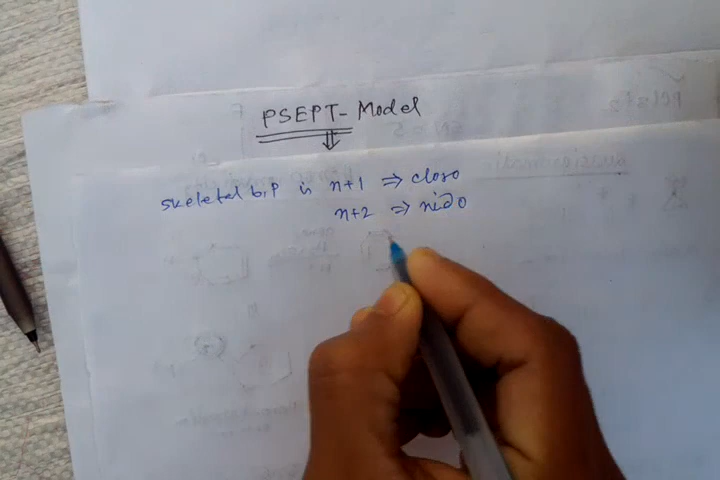 PSEPT-Model
skeletal b.p is n+1 ⇒ closo
n+2 ⇒ nido